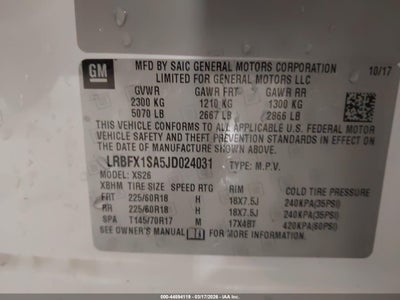 GM
MFD BY SAIC GENERAL MOTORS CORPORATION 10/17
LIMITED FOR GENERAL MOTORS LLC
GVWR GAWR FRT GAWR RR
2300 KG 1210 KG 1300 KG
5070 LB 2667 LB 2866 LB
THIS VEHICLE CONFORMS TO ALL APPLICABLE U.S. FEDERAL
MOTOR VEHICLE SAFETY AND THEFT PREVENTION STANDARDS IN EFFECT ON
THE DATE OF MANUFACTURE SHOWN ABOVE.
LRBFX1SA5JD024031 TYPE: M.P.V.
MODEL: XS26
XBHM TIRE SIZE SPEED RTG RIM COLD TIRE PRESSURE
FRT 225/60R18 H 18X7.5J 240KPA(35PSI)
RR 225/60R18 H 18X7.5J 240KPA(35PSI)
SPA T145/70R17 M 17X4BT 420KPA(60PSI)
SEE OWNER'S MANUAL FOR MORE INFORMATION.
000-44694119 - 03/17/2026 - IAAI.COM